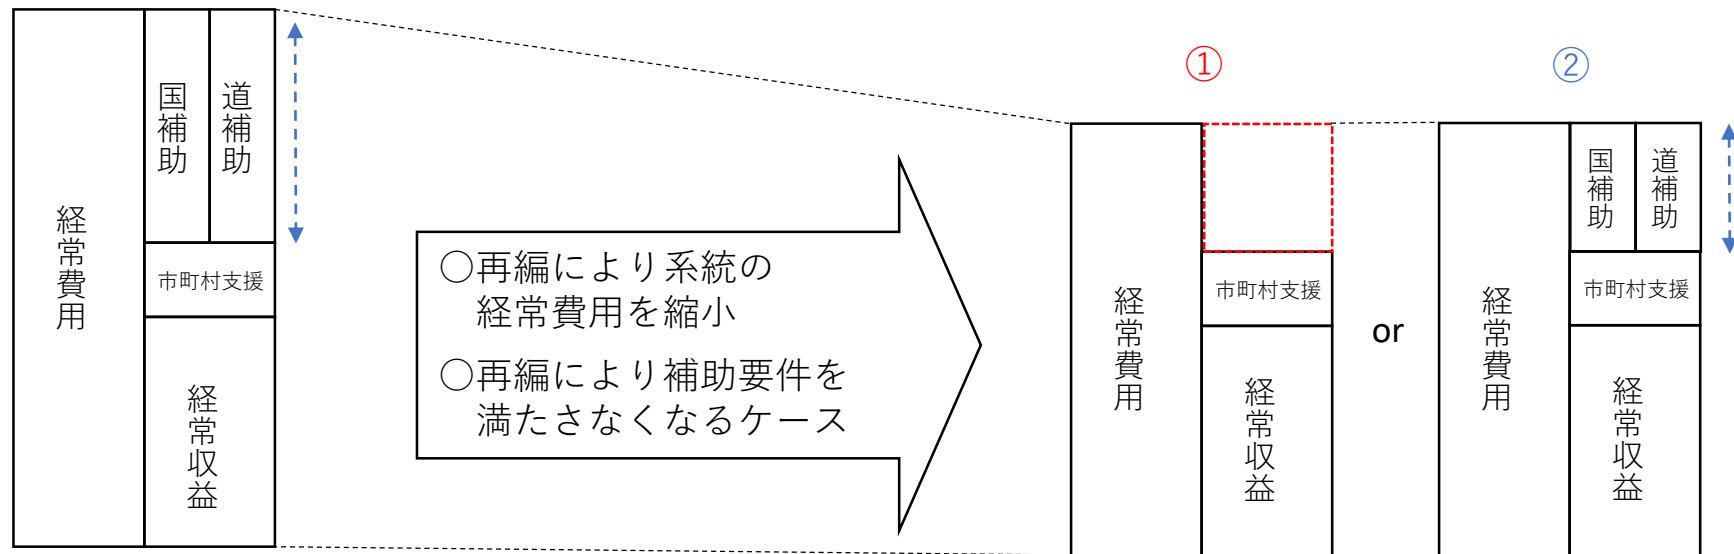 経常費用
国補助
道補助
市町村支援
経常収益
○再編により系統の
経常費用を縮小
○再編により補助要件を
満たさなくなるケース
①
経常費用
市町村支援
経常収益
or
②
経常費用
国補助
道補助
市町村支援
経常収益